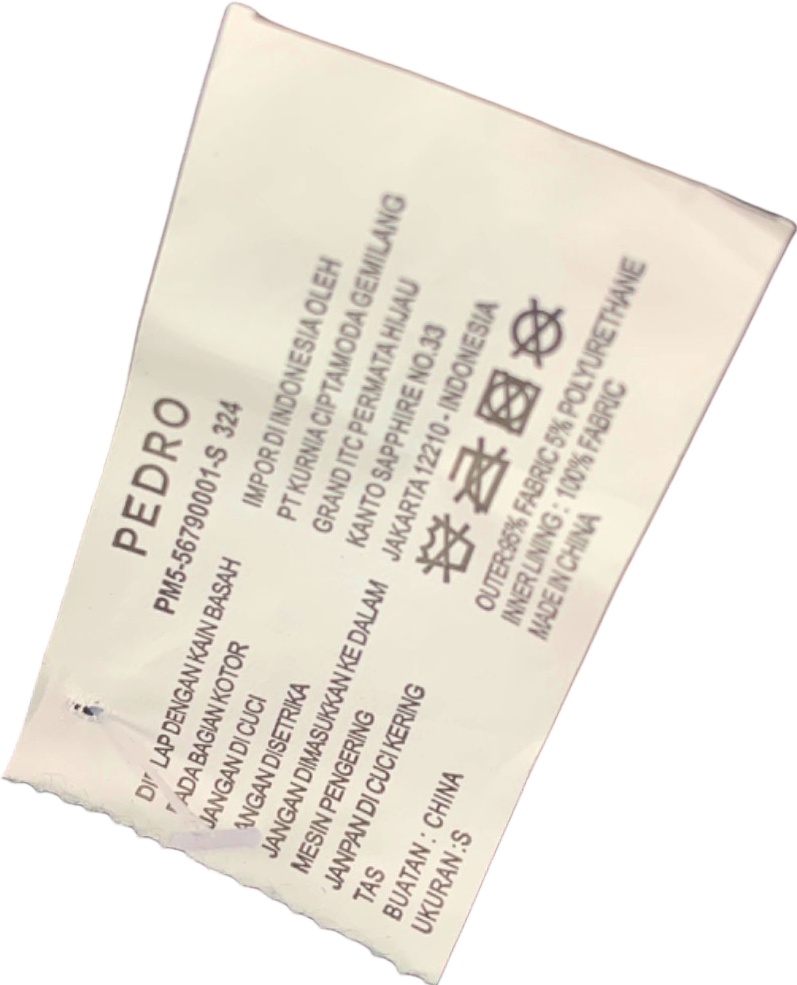 PEDRO
PM5-56790001-S 324
LAP DENGAN KAIN BASAH
PADA BAGIAN KOTOR
JANGAN DI CUCI
JANGAN DISETRIKA
JANGAN DIMASUKKAN KE DALAM
MESIN PENGERING
JANPAN DI CUCI KERING
TAS
BUATAN : CHINA
UKURAN :S
IMPOR DI INDONESIA OLEH
PT KURNIA CIPTAMODA GEMILANG
GRAND ITC PERMATA HIJAU
KANTO SAPPHIRE NO.33
JAKARTA 12210 - INDONESIA
OUTER:95% FABRIC 5% POLYURETHANE
INNER LINING : 100% FABRIC
MADE IN CHINA